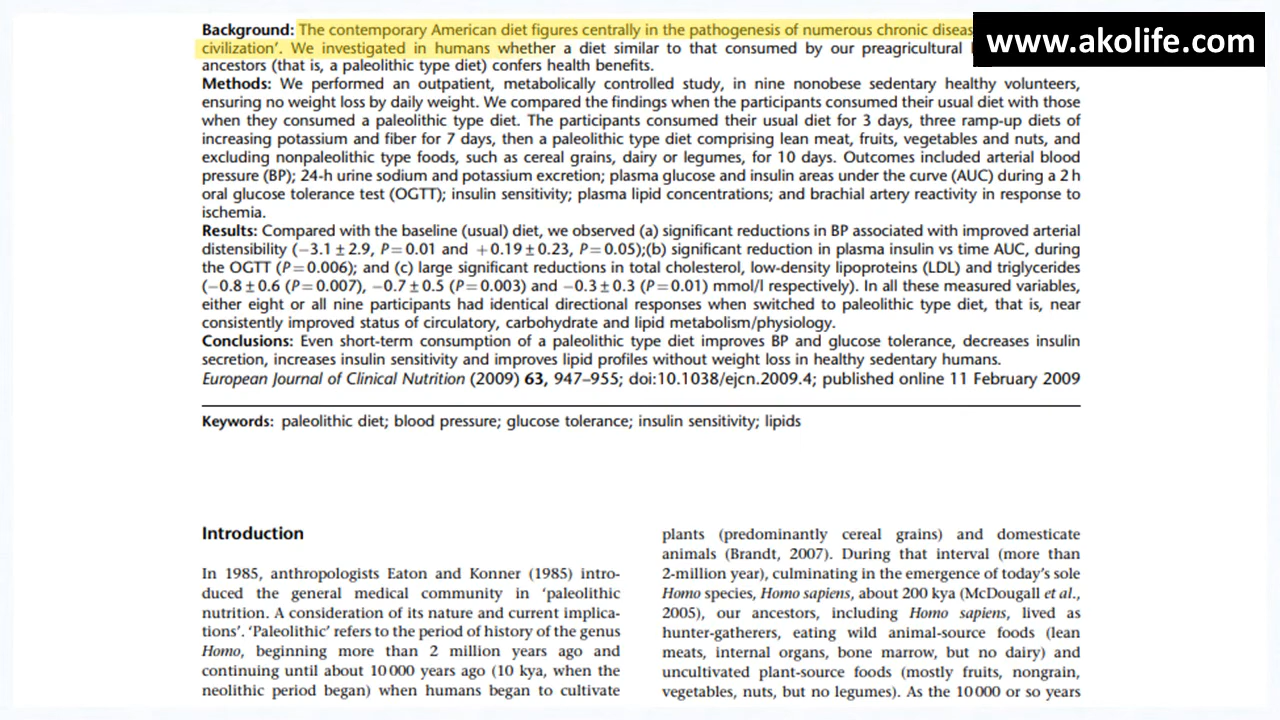 Background: The contemporary American diet figures centrally in the pathogenesis of numerous chronic
www.akolife.com
civilization’. We investigated in humans whether a diet similar to that consumed by our preagricultural
ancestors (that is, a paleolithic type diet) confers health benefits.
Methods: We performed an outpatient, metabolically controlled study, in nine nonobese sedentary healthy volunteers,
ensuring no weight loss by daily weight. We compared the findings when the participants consumed their usual diet with those
when they consumed a paleolithic type diet. The participants consumed their usual diet for 3 days, three ramp-up diets of
increasing potassium and fiber for 7 days, then a paleolithic type diet comprising lean meat, fruits, vegetables and nuts, and
excluding nonpaleolithic type foods, such as cereal grains, dairy or legumes, for 10 days. Outcomes included arterial blood
pressure (BP); 24-h urine sodium and potassium excretion; plasma glucose and insulin areas under the curve (AUC) during a 2 h
oral glucose tolerance test (OGTT); insulin sensitivity; plasma lipid concentrations; and brachial artery reactivity in response to
ischemia.
Results: Compared with the baseline (usual) diet, we observed (a) significant reductions in BP associated with improved arterial
distensibility (−3.1 ± 2.9, P = 0.01 and +0.19 ± 0.23, P = 0.05);(b) significant reduction in plasma insulin vs time AUC, during
the OGTT (P = 0.006); and (c) large significant reductions in total cholesterol, low-density lipoproteins (LDL) and triglycerides
(−0.8 ± 0.6 (P = 0.007), −0.7 ± 0.5 (P = 0.003) and −0.3 ± 0.3 (P = 0.01) mmol/l respectively). In all these measured variables,
either eight or all nine participants had identical directional responses when switched to paleolithic type diet, that is, near
consistently improved status of circulatory, carbohydrate and lipid metabolism/physiology.
Conclusions: Even short-term consumption of a paleolithic type diet improves BP and glucose tolerance, decreases insulin
secretion, increases insulin sensitivity and improves lipid profiles without weight loss in healthy sedentary humans.
European Journal of Clinical Nutrition (2009) 63, 947–955; doi:10.1038/ejcn.2009.4; published online 11 February 2009
Keywords: paleolithic diet; blood pressure; glucose tolerance; insulin sensitivity; lipids
Introduction
In 1985, anthropologists Eaton and Konner (1985) intro-
duced the general medical community in ‘paleolithic
nutrition. A consideration of its nature and current implica-
tions’. ‘Paleolithic’ refers to the period of history of the genus
Homo, beginning more than 2 million years ago and
continuing until about 10 000 years ago (10 kya, when the
neolithic period began) when humans began to cultivate
plants (predominantly cereal grains) and domesticate
animals (Brandt, 2007). During that interval (more than
2-million year), culminating in the emergence of today’s sole
Homo species, Homo sapiens, about 200 kya (McDougall et al.,
2005), our ancestors, including Homo sapiens, lived as
hunter-gatherers, eating wild animal-source foods (lean
meats, internal organs, bone marrow, but no dairy) and
uncultivated plant-source foods (mostly fruits, nongrain,
vegetables, nuts, but no legumes). As the 10 000 or so years